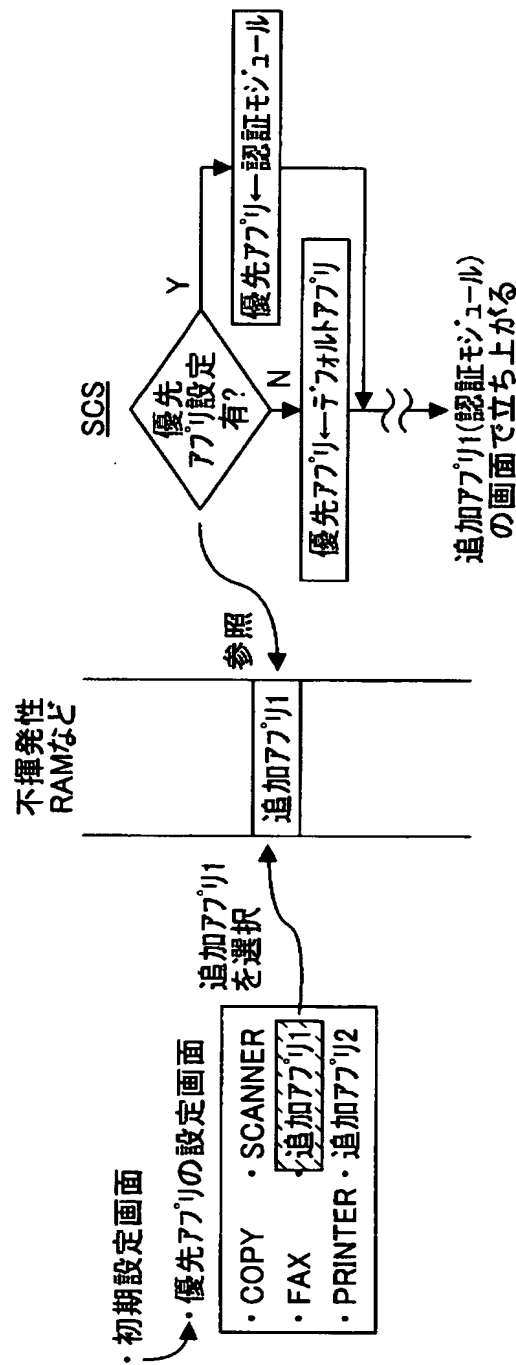 ・初期設定画面
・優先アプリの設定画面
・COPY ・SCANNER
・FAX ・追加アプリ1
・PRINTER ・追加アプリ2
追加アプリ1
を選択
不揮発性
RAMなど
追加アプリ1
参照
SCS
優先
アプリ設定
有?
Y
N
優先アプリ←認証モジュール
優先アプリ←デフォルトアプリ
追加アプリ1(認証モジュール)
の画面で立ち上がる